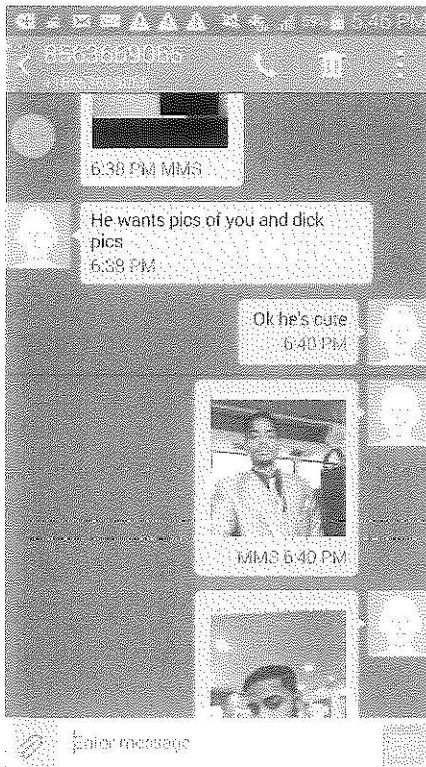 8563669066
6:38 PM MMS
He wants pics of you and dick
pics
6:38 PM
Ok he's cute
6:40 PM
MMS 6:40 PM
Enter message